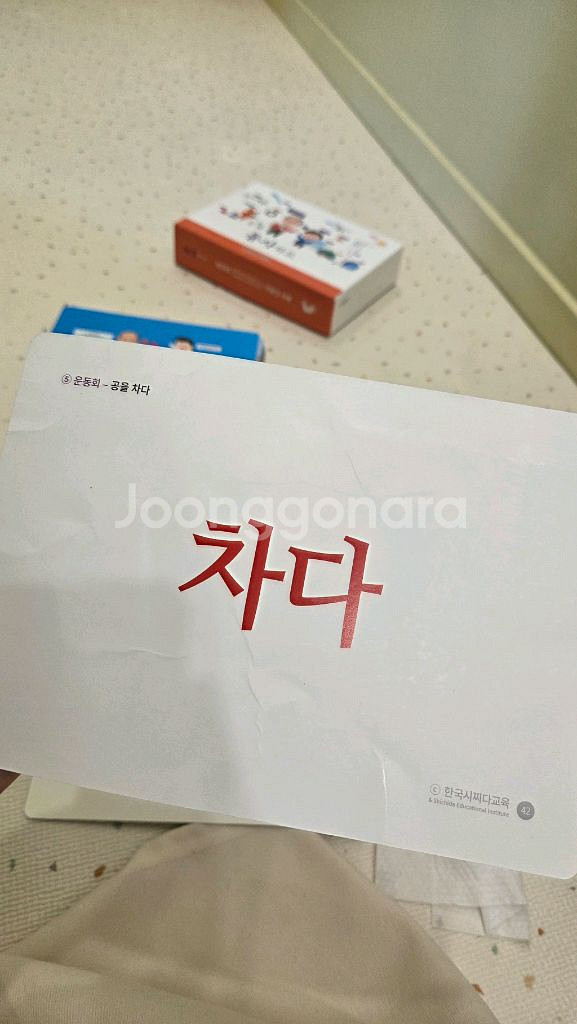 ⑤ 운동회 - 공을 차다
Joonggonara
차다
ⓒ 한국시찌다교육
& Shichida Educational Institute
42